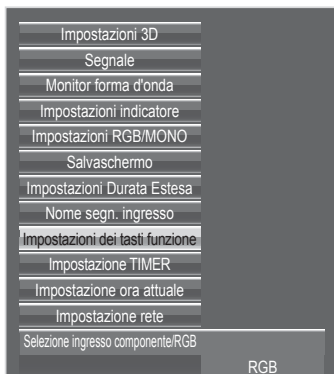 Impostazioni 3D
Segnale
Monitor forma d'onda
Impostazioni indicatore
Impostazioni RGB/MONO
Salvaschermo
Impostazioni Durata Estesa
Nome segn. ingresso
Impostazioni dei tasti funzione
Impostazione TIMER
Impostazione ora attuale
Impostazione rete
Selezione ingresso componente/RGB
RGB